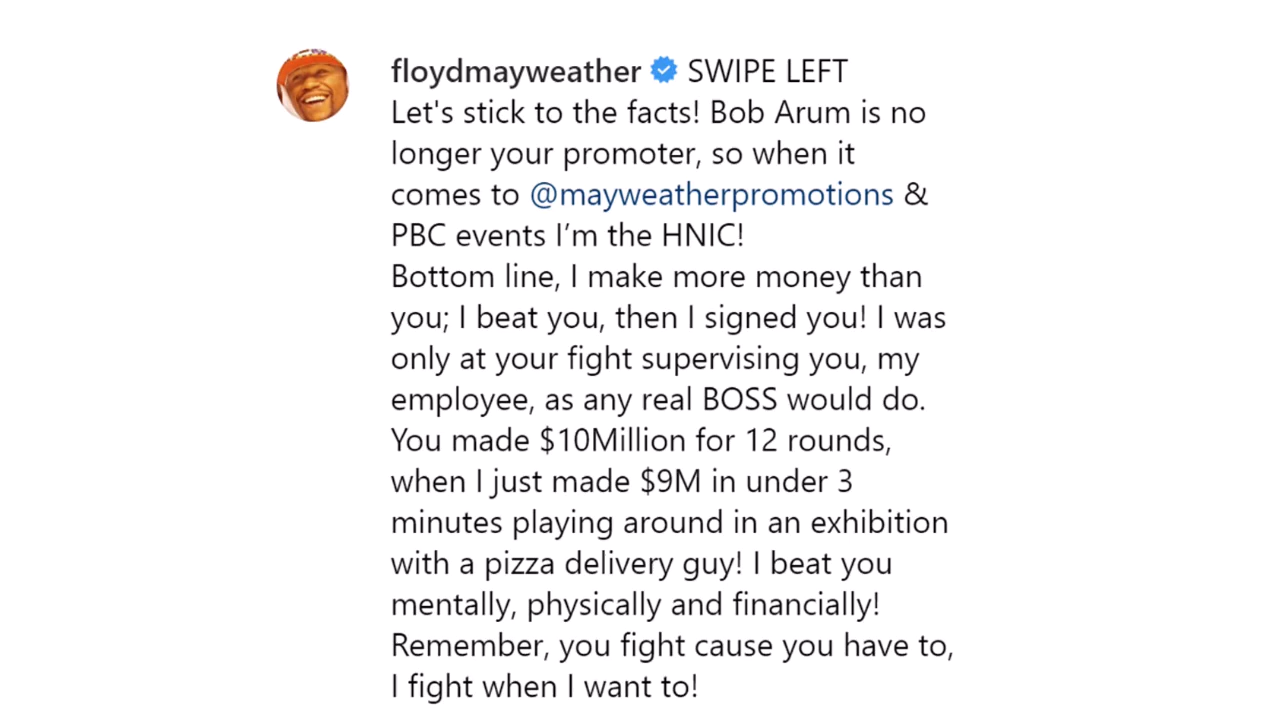 floydmayweather SWIPE LEFT
Let's stick to the facts! Bob Arum is no
longer your promoter, so when it
comes to @mayweatherpromotions &
PBC events I’m the HNIC!
Bottom line, I make more money than
you; I beat you, then I signed you! I was
only at your fight supervising you, my
employee, as any real BOSS would do.
You made $10Million for 12 rounds,
when I just made $9M in under 3
minutes playing around in an exhibition
with a pizza delivery guy! I beat you
mentally, physically and financially!
Remember, you fight cause you have to,
I fight when I want to!